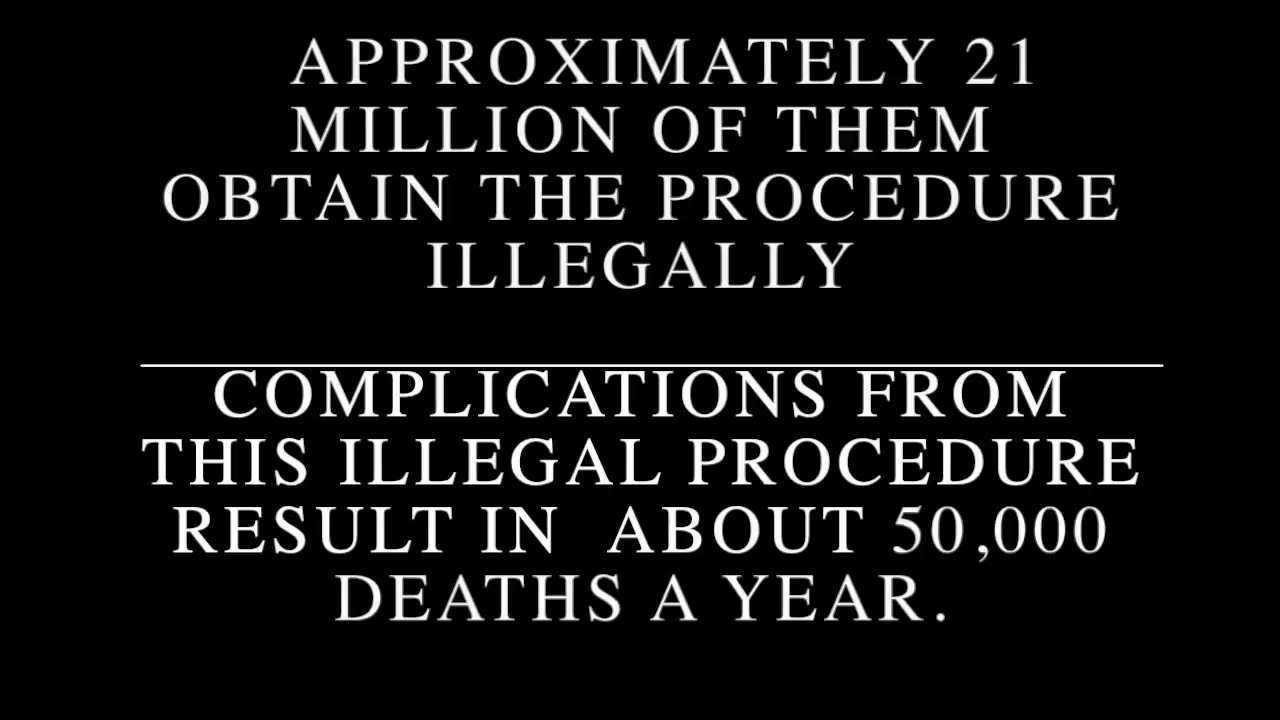 APPROXIMATELY 21
MILLION OF THEM
OBTAIN THE PROCEDURE
ILLEGALLY
COMPLICATIONS FROM
THIS ILLEGAL PROCEDURE
RESULT IN ABOUT 50,000
DEATHS A YEAR.